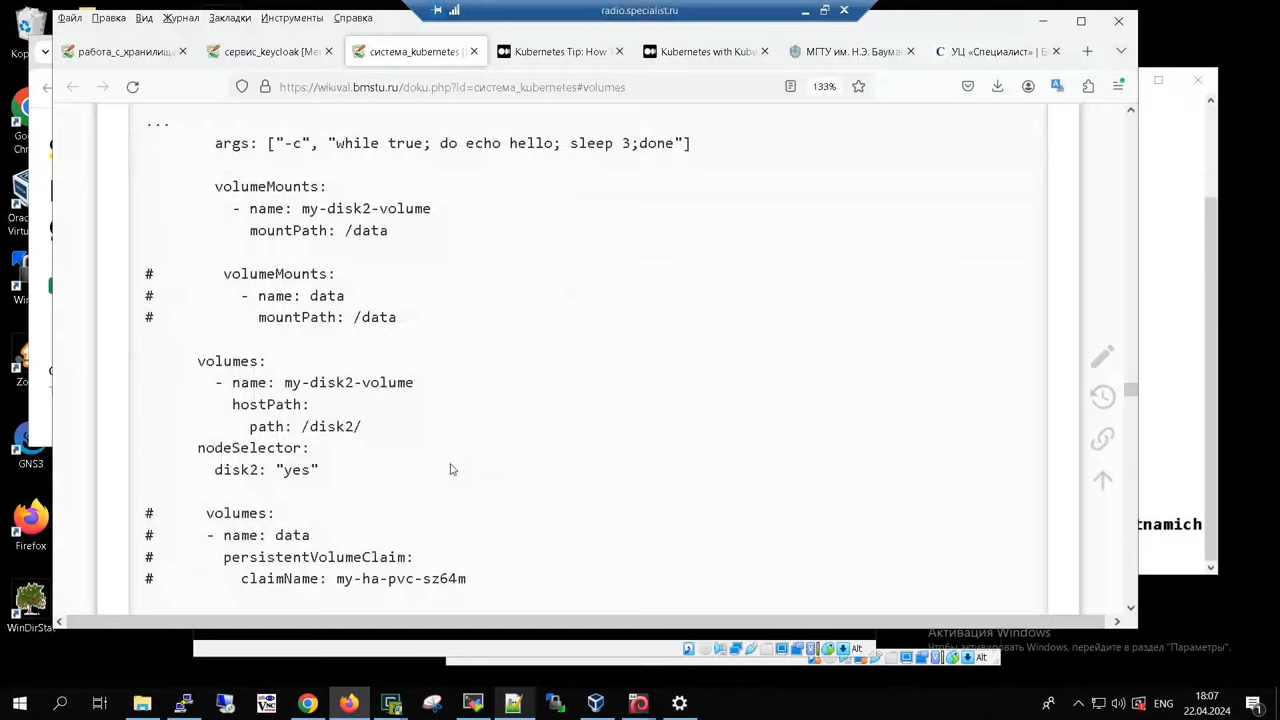 radio.specialist.ru
Файл Правка Вид Журнал Закладки Инструменты Справка
работа_с_хранилища
сервис_keycloak [Ме
система_kubernetes [
Kubernetes Tip: How T
Kubernetes with Kube
МГТУ им. Н.Э. Баума
УЦ «Специалист» | Б
https://wikival.bmstu.ru/doku.php?id=система_kubernetes#volumes
133%
...
args: ["-c", "while true; do echo hello; sleep 3;done"]
volumeMounts:
- name: my-disk2-volume
mountPath: /data
# volumeMounts:
# - name: data
# mountPath: /data
volumes:
- name: my-disk2-volume
hostPath:
path: /disk2/
nodeSelector:
disk2: "yes"
# volumes:
# - name: data
# persistentVolumeClaim:
# claimName: my-ha-pvc-sz64m
tnamich
GNS3
Firefox
WinDirStat
Активация Windows
Чтобы активировать Windows, перейдите в раздел "Параметры".
Alt
Alt
ENG
18:07
22.04.2024